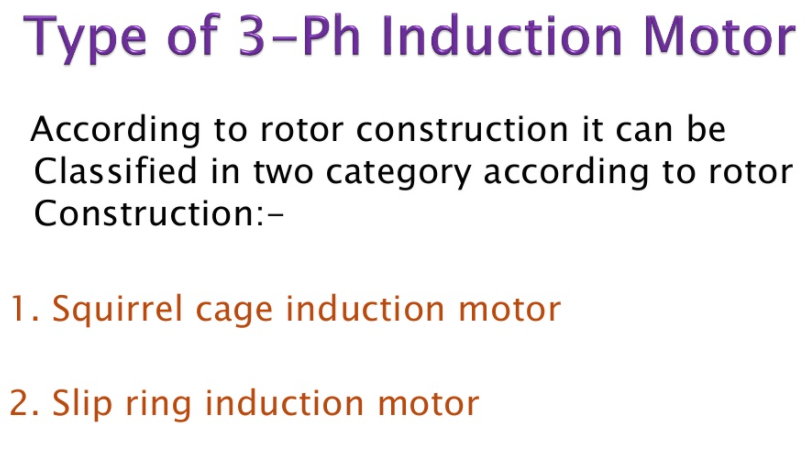 Type of 3-Ph Induction Motor
According to rotor construction it can be
Classified in two category according to rotor
Construction:-
1. Squirrel cage induction motor
2. Slip ring induction motor